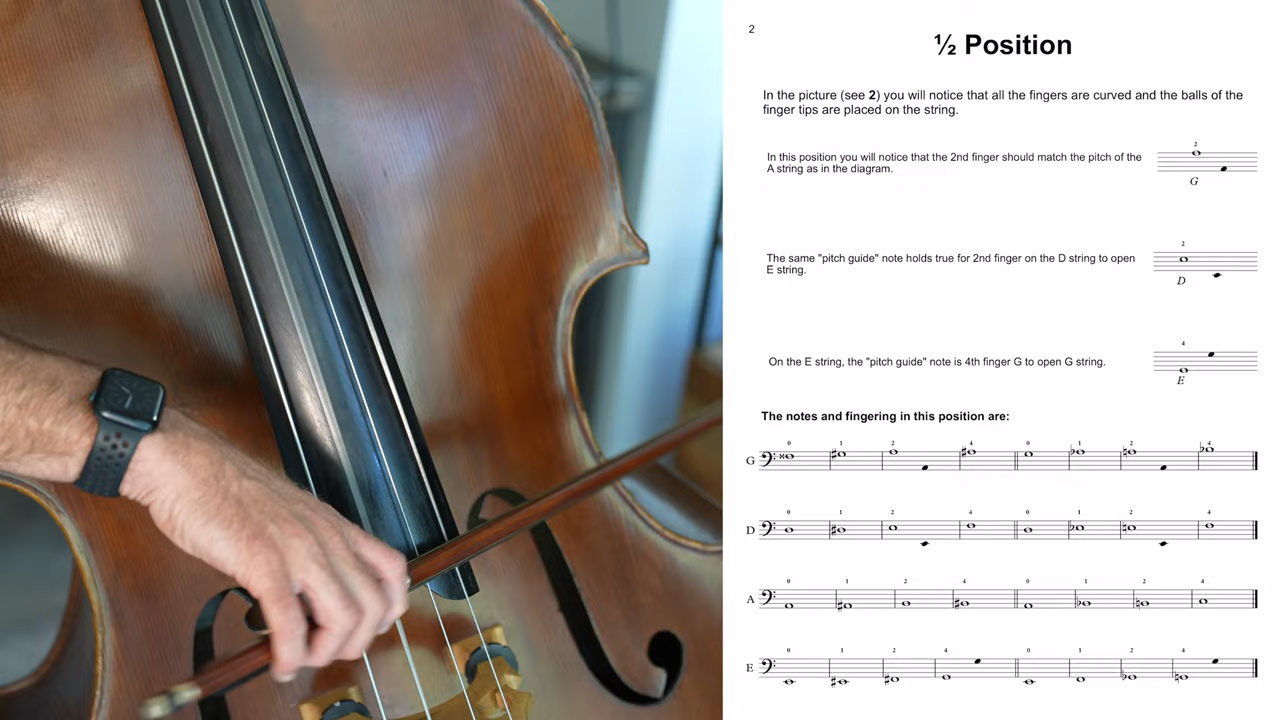 2
½ Position
In the picture (see 2) you will notice that all the fingers are curved and the balls of the
finger tips are placed on the string.
2
In this position you will notice that the 2nd finger should match the pitch of the
A string as in the diagram.
G
2
The same "pitch guide" note holds true for 2nd finger on the D string to open
E string.
D
4
On the E string, the "pitch guide" note is 4th finger G to open G string.
E
The notes and fingering in this position are:
0 1 2 4 0 1 2 4
G
0 1 2 4 0 1 2 4
D
0 1 2 4 0 1 2 4
A
0 1 2 4 0 1 2 4
E